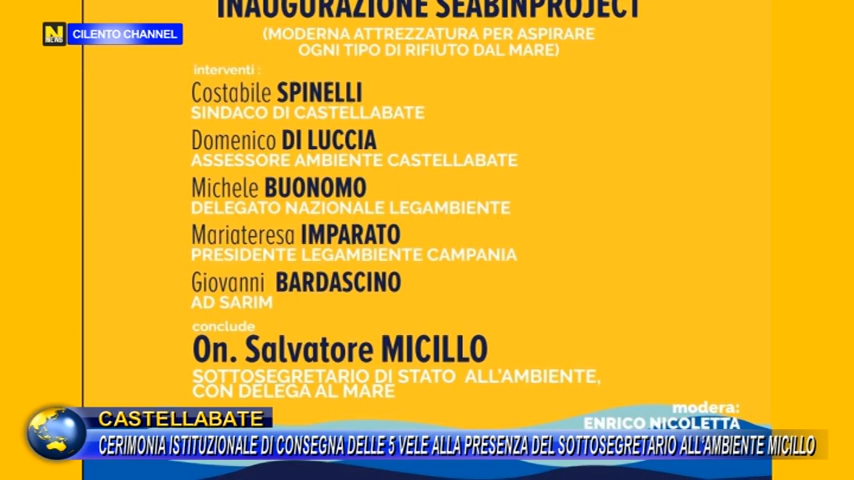 INAUGURAZIONE SEABINPROJECT
N
NEWS
CILENTO CHANNEL
(MODERNA ATTREZZATURA PER ASPIRARE
OGNI TIPO DI RIFIUTO DAL MARE)
interventi :
Costabile SPINELLI
SINDACO DI CASTELLABATE
Domenico DI LUCCIA
ASSESSORE AMBIENTE CASTELLABATE
Michele BUONOMO
DELEGATO NAZIONALE LEGAMBIENTE
Mariateresa IMPARATO
PRESIDENTE LEGAMBIENTE CAMPANIA
Giovanni BARDASCINO
AD SARIM
conclude
On. Salvatore MICILLO
SOTTOSEGRETARIO DI STATO ALL'AMBIENTE,
CON DELEGA AL MARE
modera:
ENRICO NICOLETTA
CASTELLABATE
CERIMONIA ISTITUZIONALE DI CONSEGNA DELLE 5 VELE ALLA PRESENZA DEL SOTTOSEGRETARIO ALL'AMBIENTE MICILLO